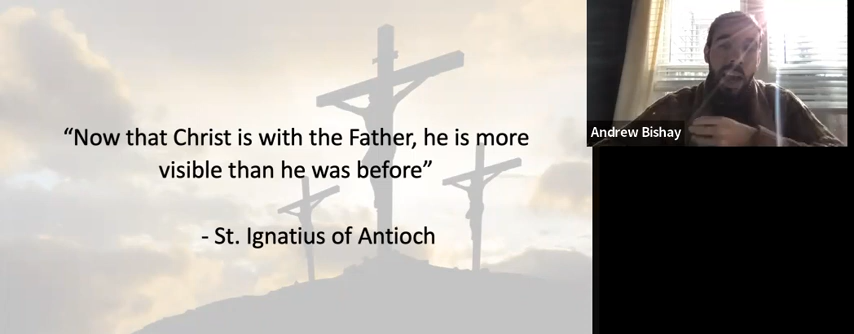 “Now that Christ is with the Father, he is more
visible than he was before”
- St. Ignatius of Antioch
Andrew Bishay